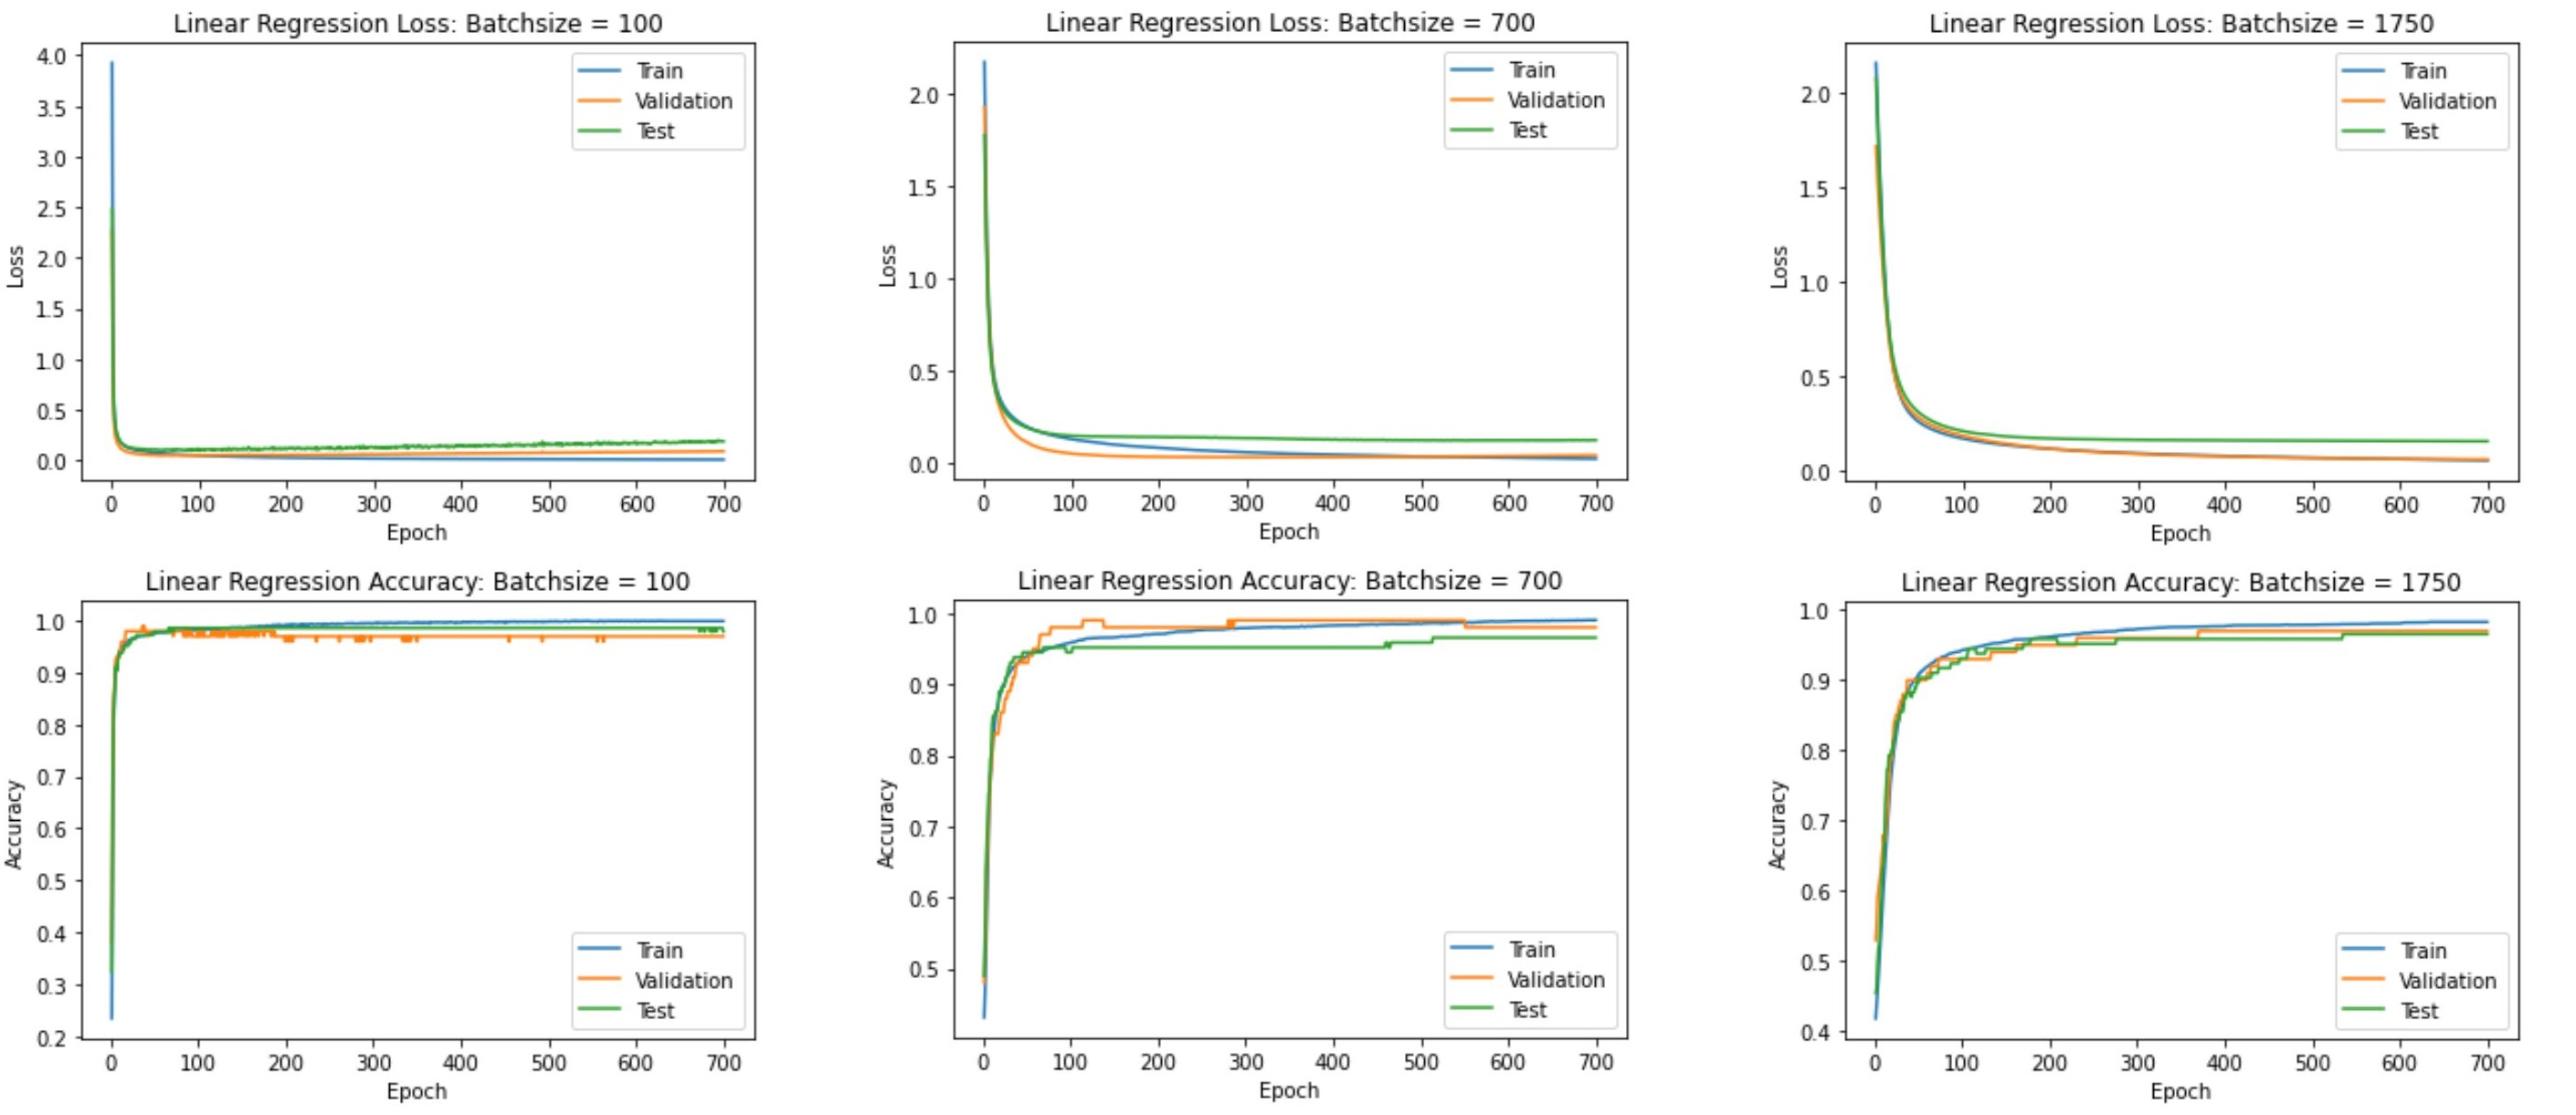 Linear Regression Loss: Batchsize = 100
4.0
3.5
3.0
2.5
2.0
1.5
1.0
0.5
0.0
Loss
Train
Validation
Test
0 100 200 300 400 500 600 700
Epoch
Linear Regression Loss: Batchsize = 700
2.0
1.5
1.0
0.5
0.0
Loss
Train
Validation
Test
0 100 200 300 400 500 600 700
Epoch
Linear Regression Loss: Batchsize = 1750
2.0
1.5
1.0
0.5
0.0
Loss
Train
Validation
Test
0 100 200 300 400 500 600 700
Epoch
Linear Regression Accuracy: Batchsize = 100
1.0
0.9
0.8
0.7
0.6
0.5
0.4
0.3
0.2
Accuracy
Train
Validation
Test
0 100 200 300 400 500 600 700
Epoch
Linear Regression Accuracy: Batchsize = 700
1.0
0.9
0.8
0.7
0.6
0.5
Accuracy
Train
Validation
Test
0 100 200 300 400 500 600 700
Epoch
Linear Regression Accuracy: Batchsize = 1750
1.0
0.9
0.8
0.7
0.6
0.5
0.4
Accuracy
Train
Validation
Test
0 100 200 300 400 500 600 700
Epoch